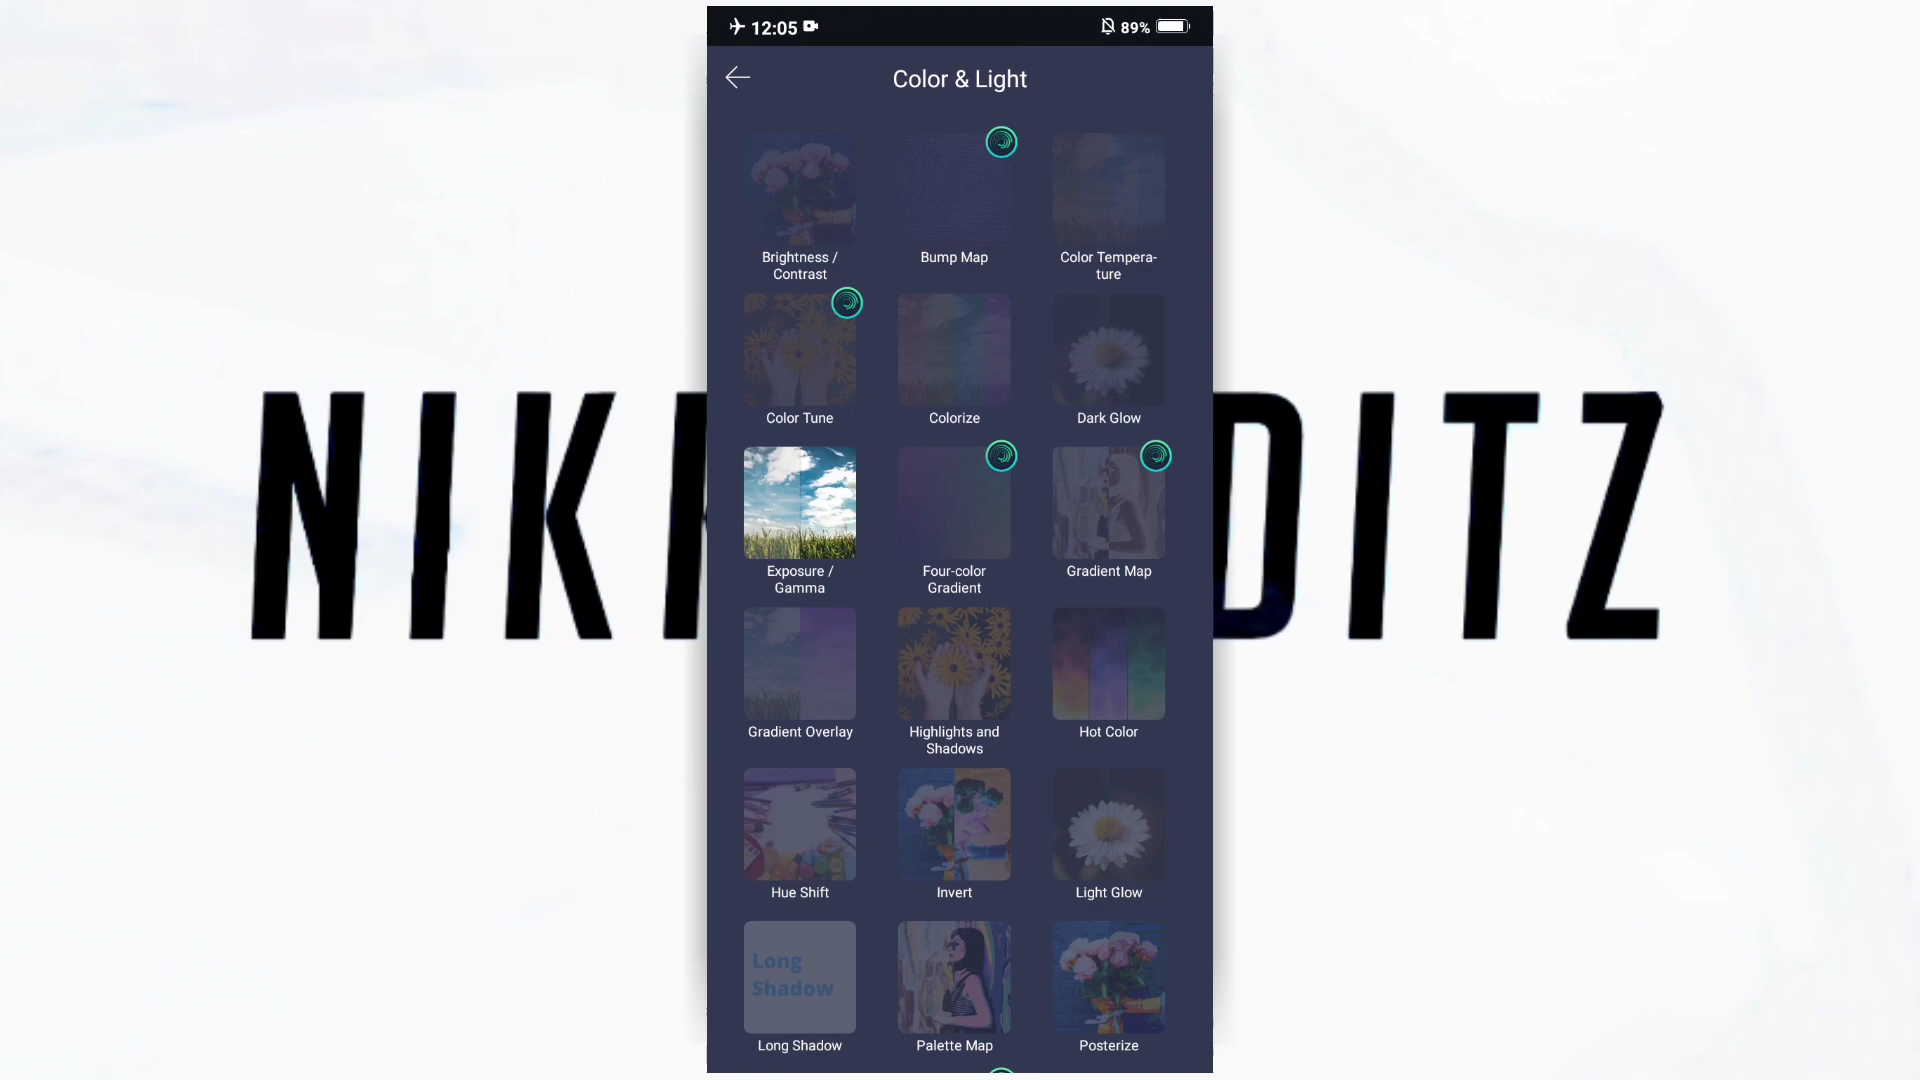 12:05
89%
Color & Light
Brightness /
Contrast
Bump Map
Color Tempera-
ture
Color Tune
Colorize
Dark Glow
Exposure /
Gamma
Four-color
Gradient
Gradient Map
Gradient Overlay
Highlights and
Shadows
Hot Color
Hue Shift
Invert
Light Glow
Long
Shadow
Long Shadow
Palette Map
Posterize
NIK
DITZ